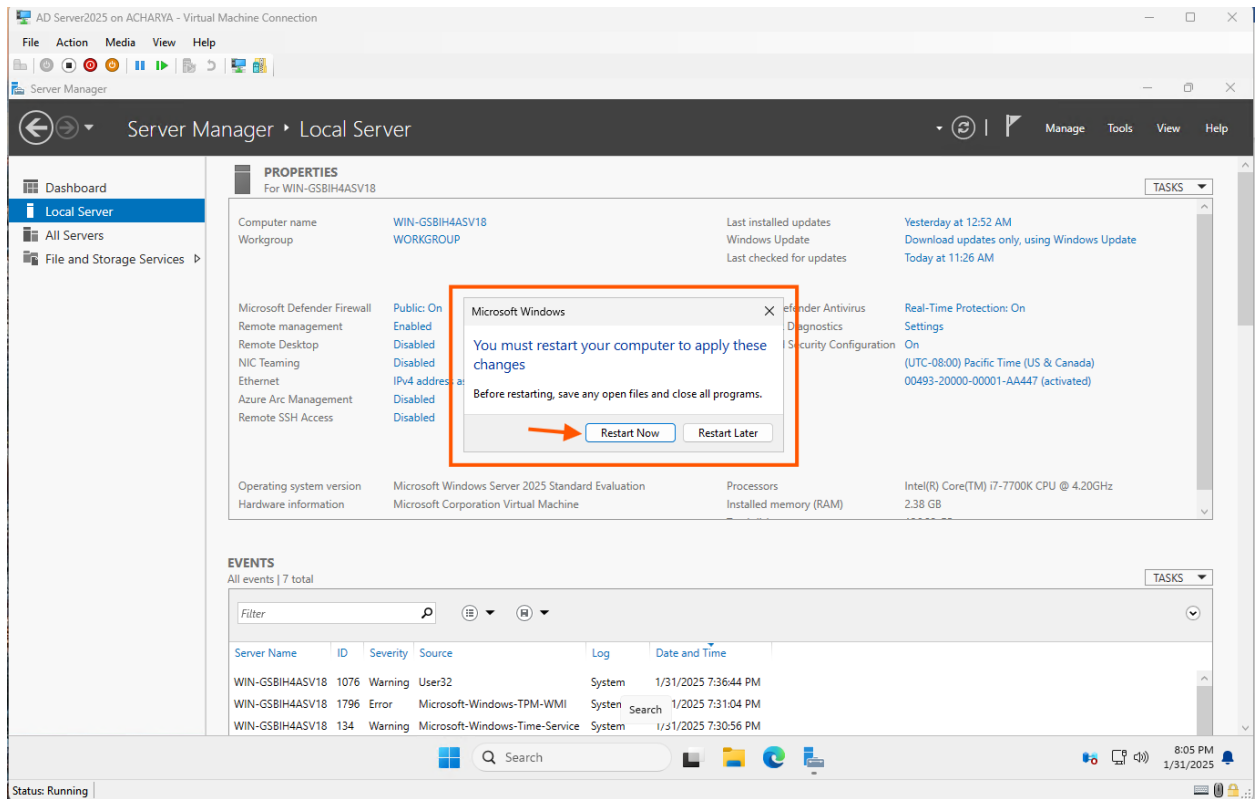 AD Server2025 on ACHARYA - Virtual Machine Connection
File Action Media View Help
Server Manager
Server Manager • Local Server
Manage Tools View Help
Dashboard
Local Server
All Servers
File and Storage Services
PROPERTIES
For WIN-GSBIH4ASV18
TASKS
Computer name WIN-GSBIH4ASV18 Last installed updates Yesterday at 12:52 AM
Workgroup WORKGROUP Windows Update Download updates only, using Windows Update
Last checked for updates Today at 11:26 AM
Microsoft Defender Firewall Public: On efender Antivirus Real-Time Protection: On
Remote management Enabled Diagnostics Settings
Remote Desktop Disabled Security Configuration On
NIC Teaming Disabled (UTC-08:00) Pacific Time (US & Canada)
Ethernet IPv4 address as 00493-20000-00001-AA447 (activated)
Azure Arc Management Disabled
Remote SSH Access Disabled
Microsoft Windows
You must restart your computer to apply these
changes
Before restarting, save any open files and close all programs.
Restart Now Restart Later
Operating system version Microsoft Windows Server 2025 Standard Evaluation Processors Intel(R) Core(TM) i7-7700K CPU @ 4.20GHz
Hardware information Microsoft Corporation Virtual Machine Installed memory (RAM) 2.38 GB
EVENTS
All events | 7 total
TASKS
Filter
Server Name ID Severity Source Log Date and Time
WIN-GSBIH4ASV18 1076 Warning User32 System 1/31/2025 7:36:44 PM
WIN-GSBIH4ASV18 1796 Error Microsoft-Windows-TPM-WMI System 1/31/2025 7:31:04 PM
WIN-GSBIH4ASV18 134 Warning Microsoft-Windows-Time-Service System 1/31/2025 7:30:56 PM
Search
Search
8:05 PM
1/31/2025
Status: Running